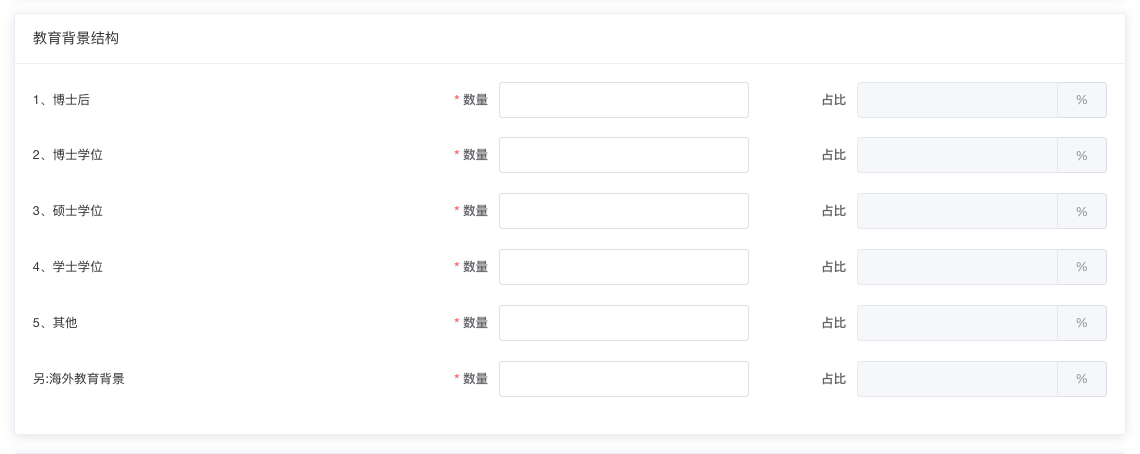 教育背景结构
1、博士后 * 数量 占比 %
2、博士学位 * 数量 占比 %
3、硕士学位 * 数量 占比 %
4、学士学位 * 数量 占比 %
5、其他 * 数量 占比 %
另:海外教育背景 * 数量 占比 %